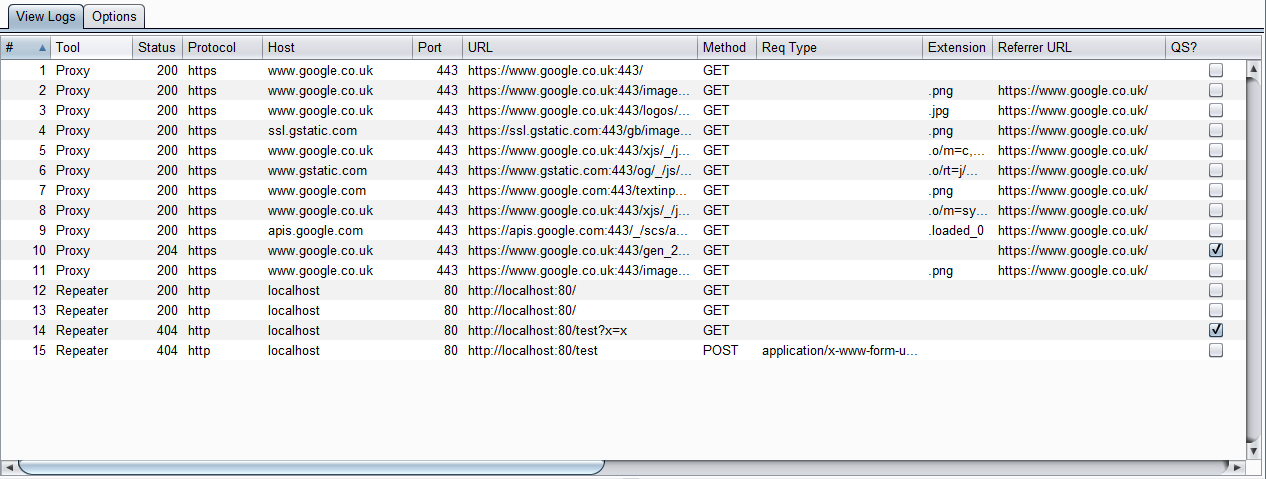 View Logs Options
# Tool Status Protocol Host Port URL Method Req Type Extension Referrer URL QS?
1 Proxy 200 https www.google.co.uk 443 https://www.google.co.uk:443/ GET
2 Proxy 200 https www.google.co.uk 443 https://www.google.co.uk:443/image... GET .png https://www.google.co.uk/
3 Proxy 200 https www.google.co.uk 443 https://www.google.co.uk:443/logos/... GET .jpg https://www.google.co.uk/
4 Proxy 200 https ssl.gstatic.com 443 https://ssl.gstatic.com:443/gb/image... GET .png https://www.google.co.uk/
5 Proxy 200 https www.google.co.uk 443 https://www.google.co.uk:443/xjs/_/j... GET .o/m=c,... https://www.google.co.uk/
6 Proxy 200 https www.gstatic.com 443 https://www.gstatic.com:443/og/_/js/... GET .o/rt=j/... https://www.google.co.uk/
7 Proxy 200 https www.google.com 443 https://www.google.com:443/textinp... GET .png https://www.google.co.uk/
8 Proxy 200 https www.google.co.uk 443 https://www.google.co.uk:443/xjs/_/j... GET .o/m=sy... https://www.google.co.uk/
9 Proxy 200 https apis.google.com 443 https://apis.google.com:443/_/scs/a... GET .loaded_0 https://www.google.co.uk/
10 Proxy 204 https www.google.co.uk 443 https://www.google.co.uk:443/gen_2... GET https://www.google.co.uk/
11 Proxy 200 https www.google.co.uk 443 https://www.google.co.uk:443/image... GET .png https://www.google.co.uk/
12 Repeater 200 http localhost 80 http://localhost:80/ GET
13 Repeater 200 http localhost 80 http://localhost:80/ GET
14 Repeater 404 http localhost 80 http://localhost:80/test?x=x GET
15 Repeater 404 http localhost 80 http://localhost:80/test POST application/x-www-form-u...